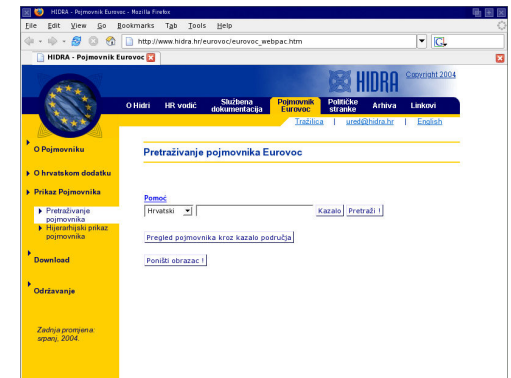 HIDRA - Pojmovnik Eurovoc - Mozilla Firefox
File Edit View Go Bookmarks Tab Tools Help
http://www.hidra.hr/eurovoc/eurovoc_webpac.htm
HIDRA - Pojmovnik Eurovoc
HIDRA
Copyright 2004
O Hidri HR vodič Službena dokumentacija Pojmovnik Eurovoc Političke stranke Arhiva Linkovi
Tražilica | ured@hidra.hr | English
O Pojmovniku
O hrvatskom dodatku
Prikaz Pojmovnika
Pretraživanje
pojmovnika
Hijerarhijski prikaz
pojmovnika
Download
Održavanje
Zadnja promjena:
srpanj, 2004.
Pretraživanje pojmovnika Eurovoc
Pomoć
Hrvatski Kazalo Pretraži !
Pregled pojmovnika kroz kazalo područja
Poništi obrazac !